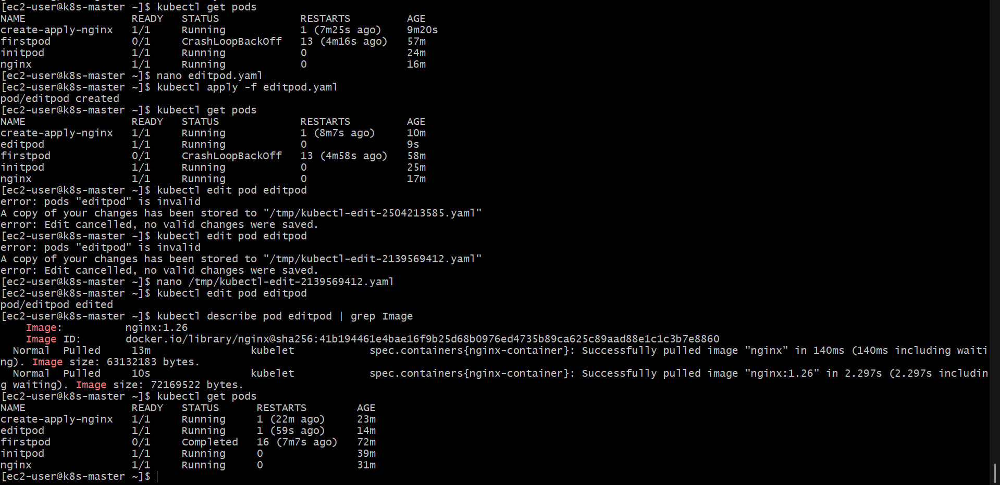 [ec2-user@k8s-master ~]$ kubectl get pods
NAME                 READY   STATUS             RESTARTS         AGE
create-apply-nginx   1/1     Running            1 (7m25s ago)    9m20s
firstpod             0/1     CrashLoopBackOff   13 (4m16s ago)   57m
initpod              1/1     Running            0                24m
nginx                1/1     Running            0                16m
[ec2-user@k8s-master ~]$ nano editpod.yaml
[ec2-user@k8s-master ~]$ kubectl apply -f editpod.yaml
pod/editpod created
[ec2-user@k8s-master ~]$ kubectl get pods
NAME                 READY   STATUS             RESTARTS         AGE
create-apply-nginx   1/1     Running            1 (8m7s ago)     10m
editpod              1/1     Running            0                9s
firstpod             0/1     CrashLoopBackOff   13 (4m58s ago)   58m
initpod              1/1     Running            0                25m
nginx                1/1     Running            0                17m
[ec2-user@k8s-master ~]$ kubectl edit pod editpod
error: pods "editpod" is invalid
A copy of your changes has been stored to "/tmp/kubectl-edit-2504213585.yaml"
error: Edit cancelled, no valid changes were saved.
[ec2-user@k8s-master ~]$ kubectl edit pod editpod
error: pods "editpod" is invalid
A copy of your changes has been stored to "/tmp/kubectl-edit-2139569412.yaml"
error: Edit cancelled, no valid changes were saved.
[ec2-user@k8s-master ~]$ nano /tmp/kubectl-edit-2139569412.yaml
[ec2-user@k8s-master ~]$ kubectl edit pod editpod
pod/editpod edited
[ec2-user@k8s-master ~]$ kubectl describe pod editpod | grep Image
    Image:          nginx:1.26
    Image ID:       docker.io/library/nginx@sha256:41b194461e4bae16f9b25d68b0976ed4735b89ca625c89aad88e1c1c3b7e8860
  Normal  Pulled     13m                kubelet            spec.containers{nginx-container}: Successfully pulled image "nginx" in 140ms (140ms including waiti
ng). Image size: 63132183 bytes.
  Normal  Pulled     10s                kubelet            spec.containers{nginx-container}: Successfully pulled image "nginx:1.26" in 2.297s (2.297s includin
g waiting). Image size: 72169522 bytes.
[ec2-user@k8s-master ~]$ kubectl get pods
NAME                 READY   STATUS      RESTARTS        AGE
create-apply-nginx   1/1     Running     1 (22m ago)     23m
editpod              1/1     Running     1 (59s ago)     14m
firstpod             0/1     Completed   16 (7m7s ago)   72m
initpod              1/1     Running     0               39m
nginx                1/1     Running     0               31m
[ec2-user@k8s-master ~]$